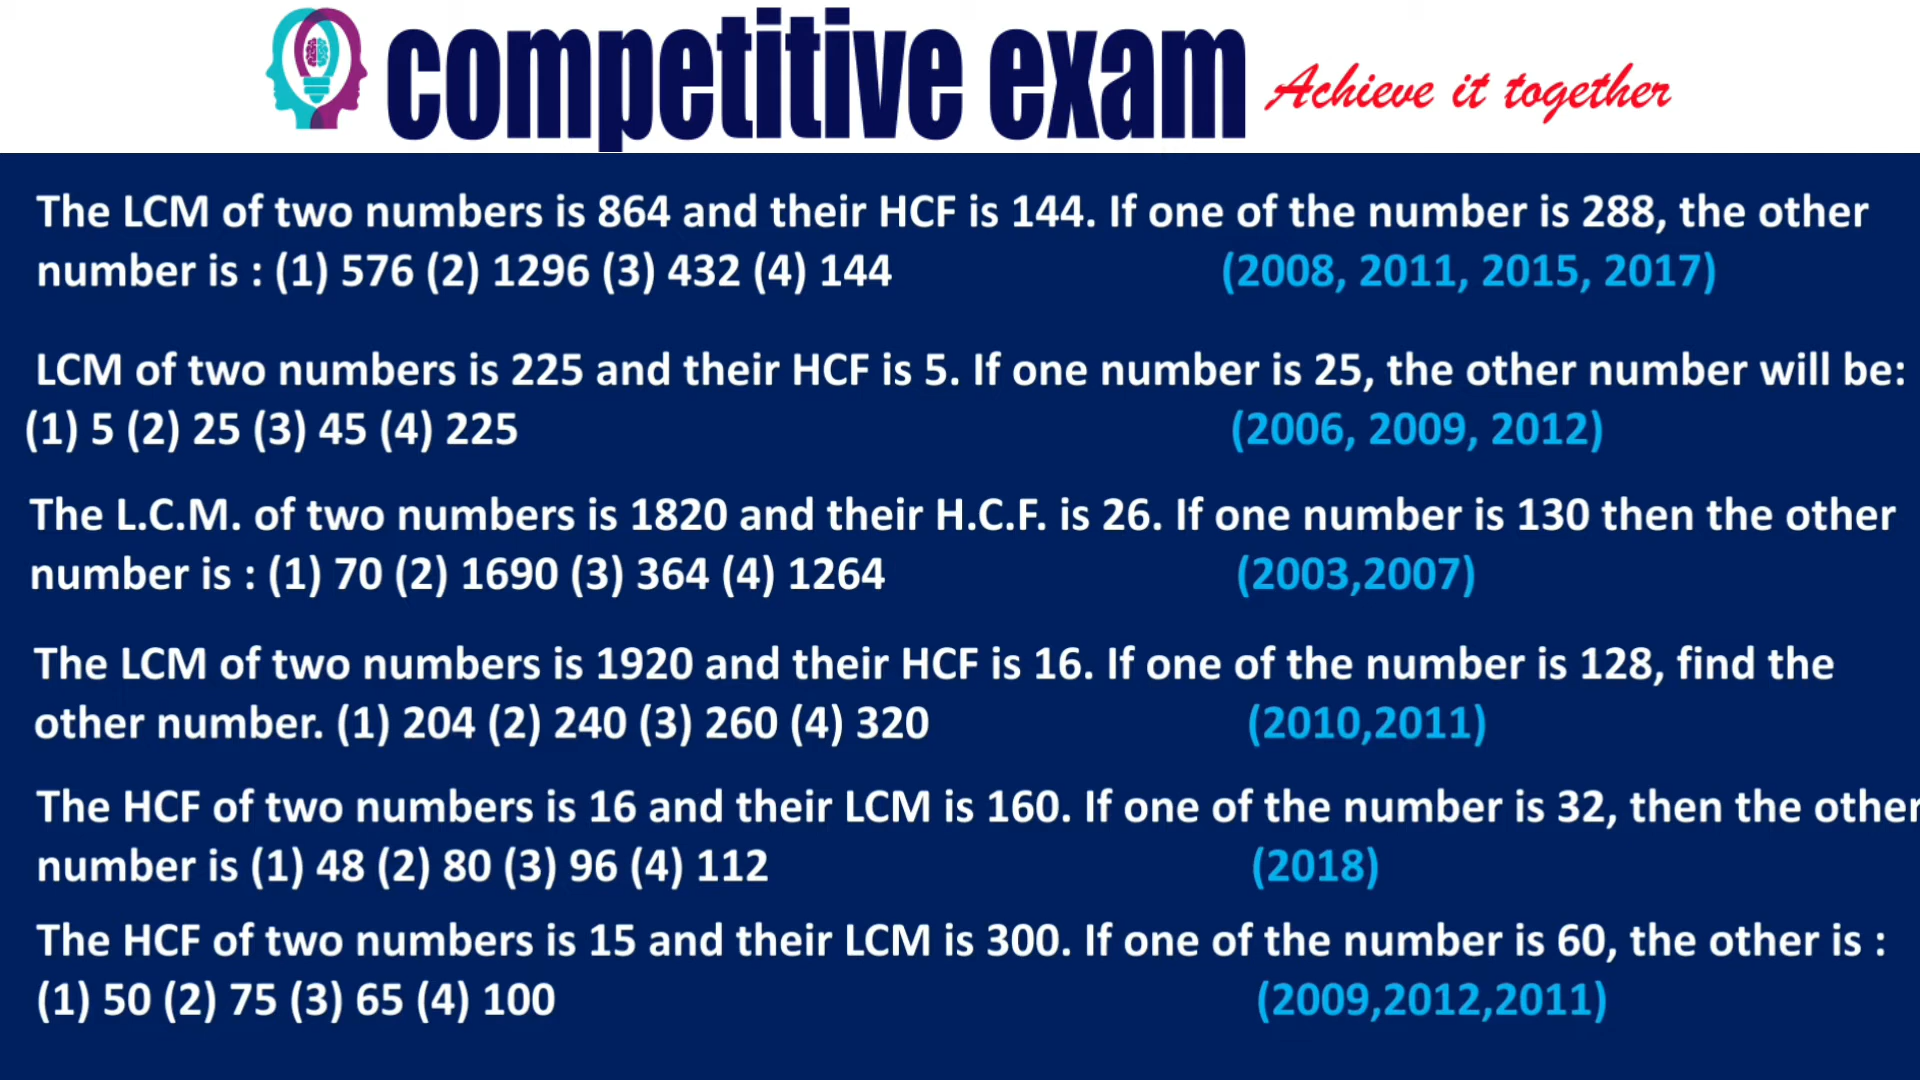 competitive exam Achieve it together
The LCM of two numbers is 864 and their HCF is 144. If one of the number is 288, the other
number is : (1) 576 (2) 1296 (3) 432 (4) 144 (2008, 2011, 2015, 2017)
LCM of two numbers is 225 and their HCF is 5. If one number is 25, the other number will be:
(1) 5 (2) 25 (3) 45 (4) 225 (2006, 2009, 2012)
The L.C.M. of two numbers is 1820 and their H.C.F. is 26. If one number is 130 then the other
number is : (1) 70 (2) 1690 (3) 364 (4) 1264 (2003,2007)
The LCM of two numbers is 1920 and their HCF is 16. If one of the number is 128, find the
other number. (1) 204 (2) 240 (3) 260 (4) 320 (2010,2011)
The HCF of two numbers is 16 and their LCM is 160. If one of the number is 32, then the other
number is (1) 48 (2) 80 (3) 96 (4) 112 (2018)
The HCF of two numbers is 15 and their LCM is 300. If one of the number is 60, the other is :
(1) 50 (2) 75 (3) 65 (4) 100 (2009,2012,2011)